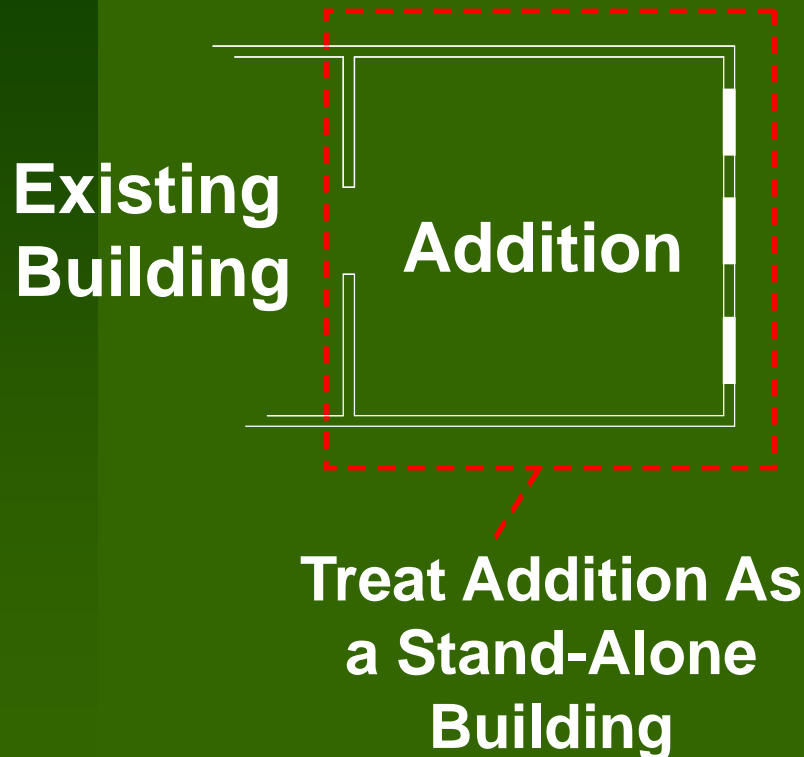 Existing
Building
Addition
Treat Addition As
a Stand-Alone
Building